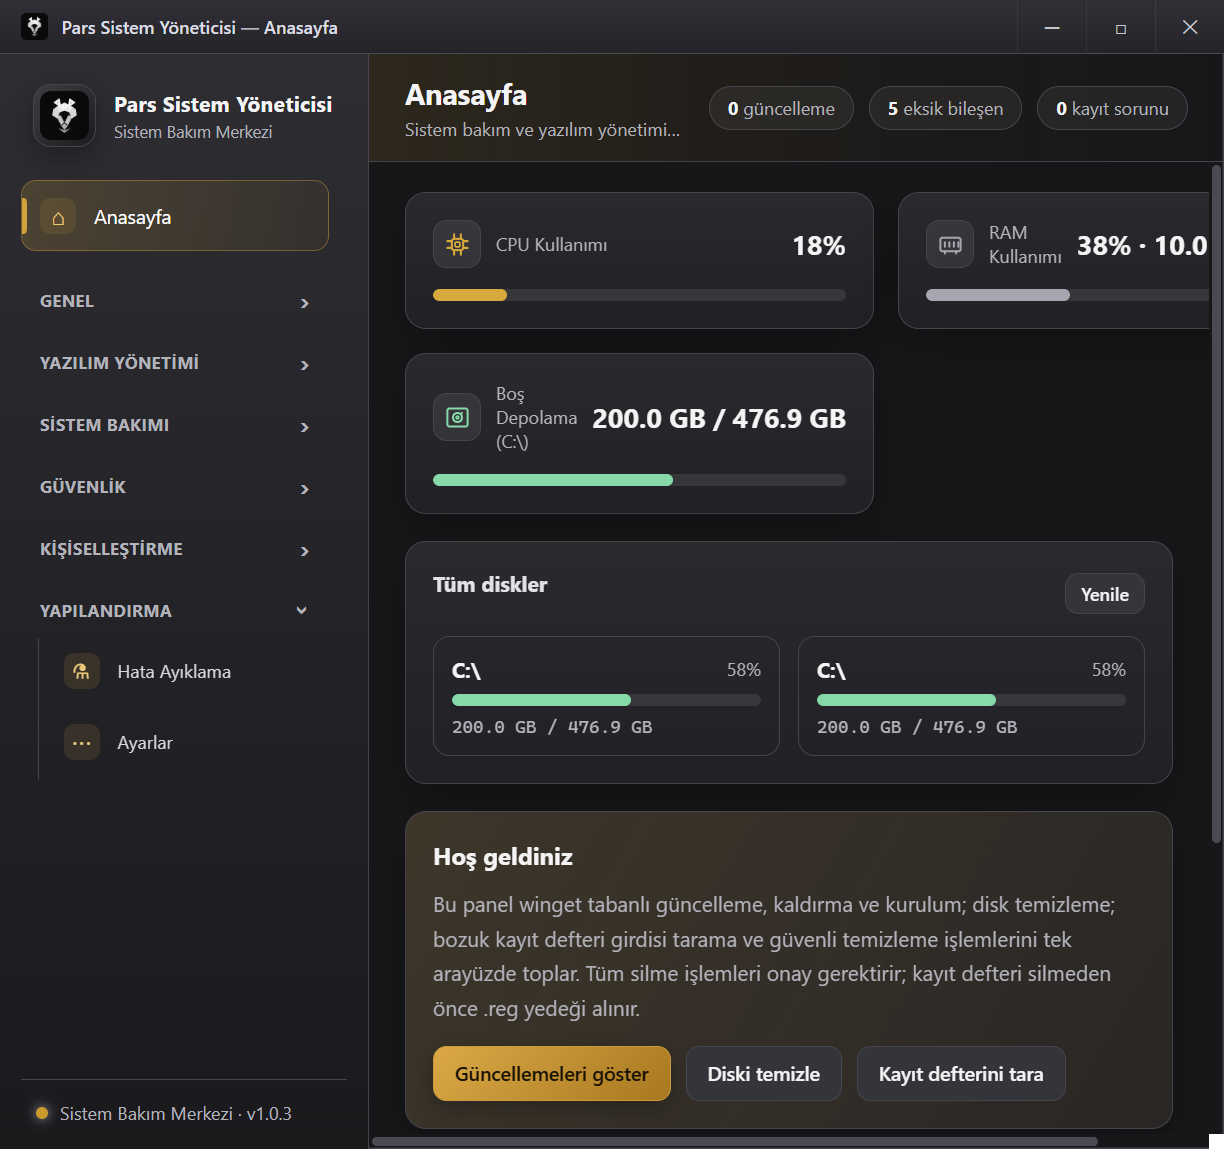 Pars Sistem Yöneticisi — Anasayfa
Pars Sistem Yöneticisi
Sistem Bakım Merkezi
Anasayfa
GENEL
YAZILIM YÖNETİMİ
SİSTEM BAKIMI
GÜVENLİK
KİŞİSELLEŞTİRME
YAPILANDIRMA
Hata Ayıklama
Ayarlar
Sistem Bakım Merkezi · v1.0.3
Anasayfa
Sistem bakım ve yazılım yönetimi...
0 güncelleme
5 eksik bileşen
0 kayıt sorunu
CPU Kullanımı
18%
RAM
Kullanımı
38% · 10.0
Boş
Depolama
(C:\)
200.0 GB / 476.9 GB
Tüm diskler
Yenile
C:\ 58%
200.0 GB / 476.9 GB
C:\ 58%
200.0 GB / 476.9 GB
Hoş geldiniz
Bu panel winget tabanlı güncelleme, kaldırma ve kurulum; disk temizleme;
bozuk kayıt defteri girdisi tarama ve güvenli temizleme işlemlerini tek
arayüzde toplar. Tüm silme işlemleri onay gerektirir; kayıt defteri silmeden
önce .reg yedeği alınır.
Güncellemeleri göster
Diski temizle
Kayıt defterini tara